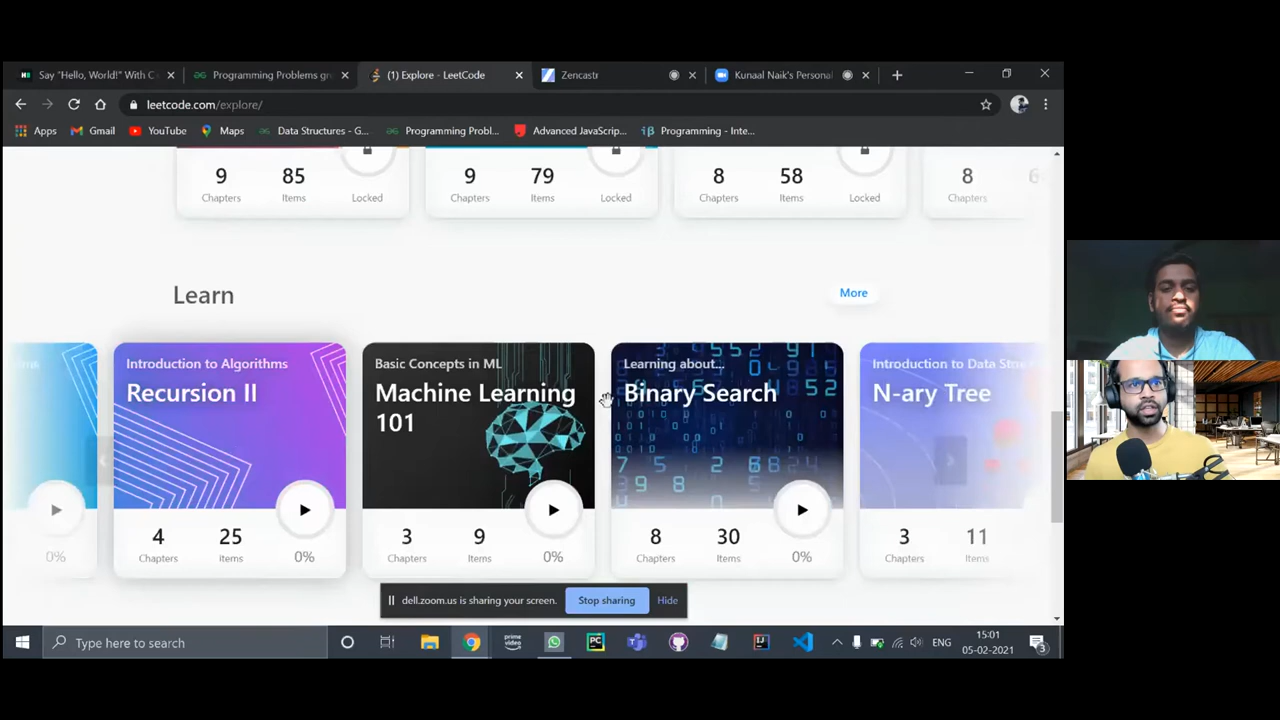 Say "Hello, World!" With C
Programming Problems
(1) Explore - LeetCode
Zencastr
Kunaal Naik's Personal
leetcode.com/explore/
Apps
Gmail
YouTube
Maps
Data Structures - G...
Programming Probl...
Advanced JavaScrip...
Programming - Inte...
9 85
Chapters Items Locked
9 79
Chapters Items Locked
8 58
Chapters Items Locked
8
Chapters
Learn
More
Introduction to Algorithms
Recursion II
Basic Concepts in ML
Machine Learning
101
Learning about...
Binary Search
Introduction to Data
N-ary Tree
0%
4 25
Chapters items 0%
3 9
Chapters Items 0%
8 30
Chapters Items 0%
3 11
Chapters Items
dell.zoom.us is sharing your screen.
Stop sharing
Hide
Type here to search
prime
video
ENG
15:01
05-02-2021
3